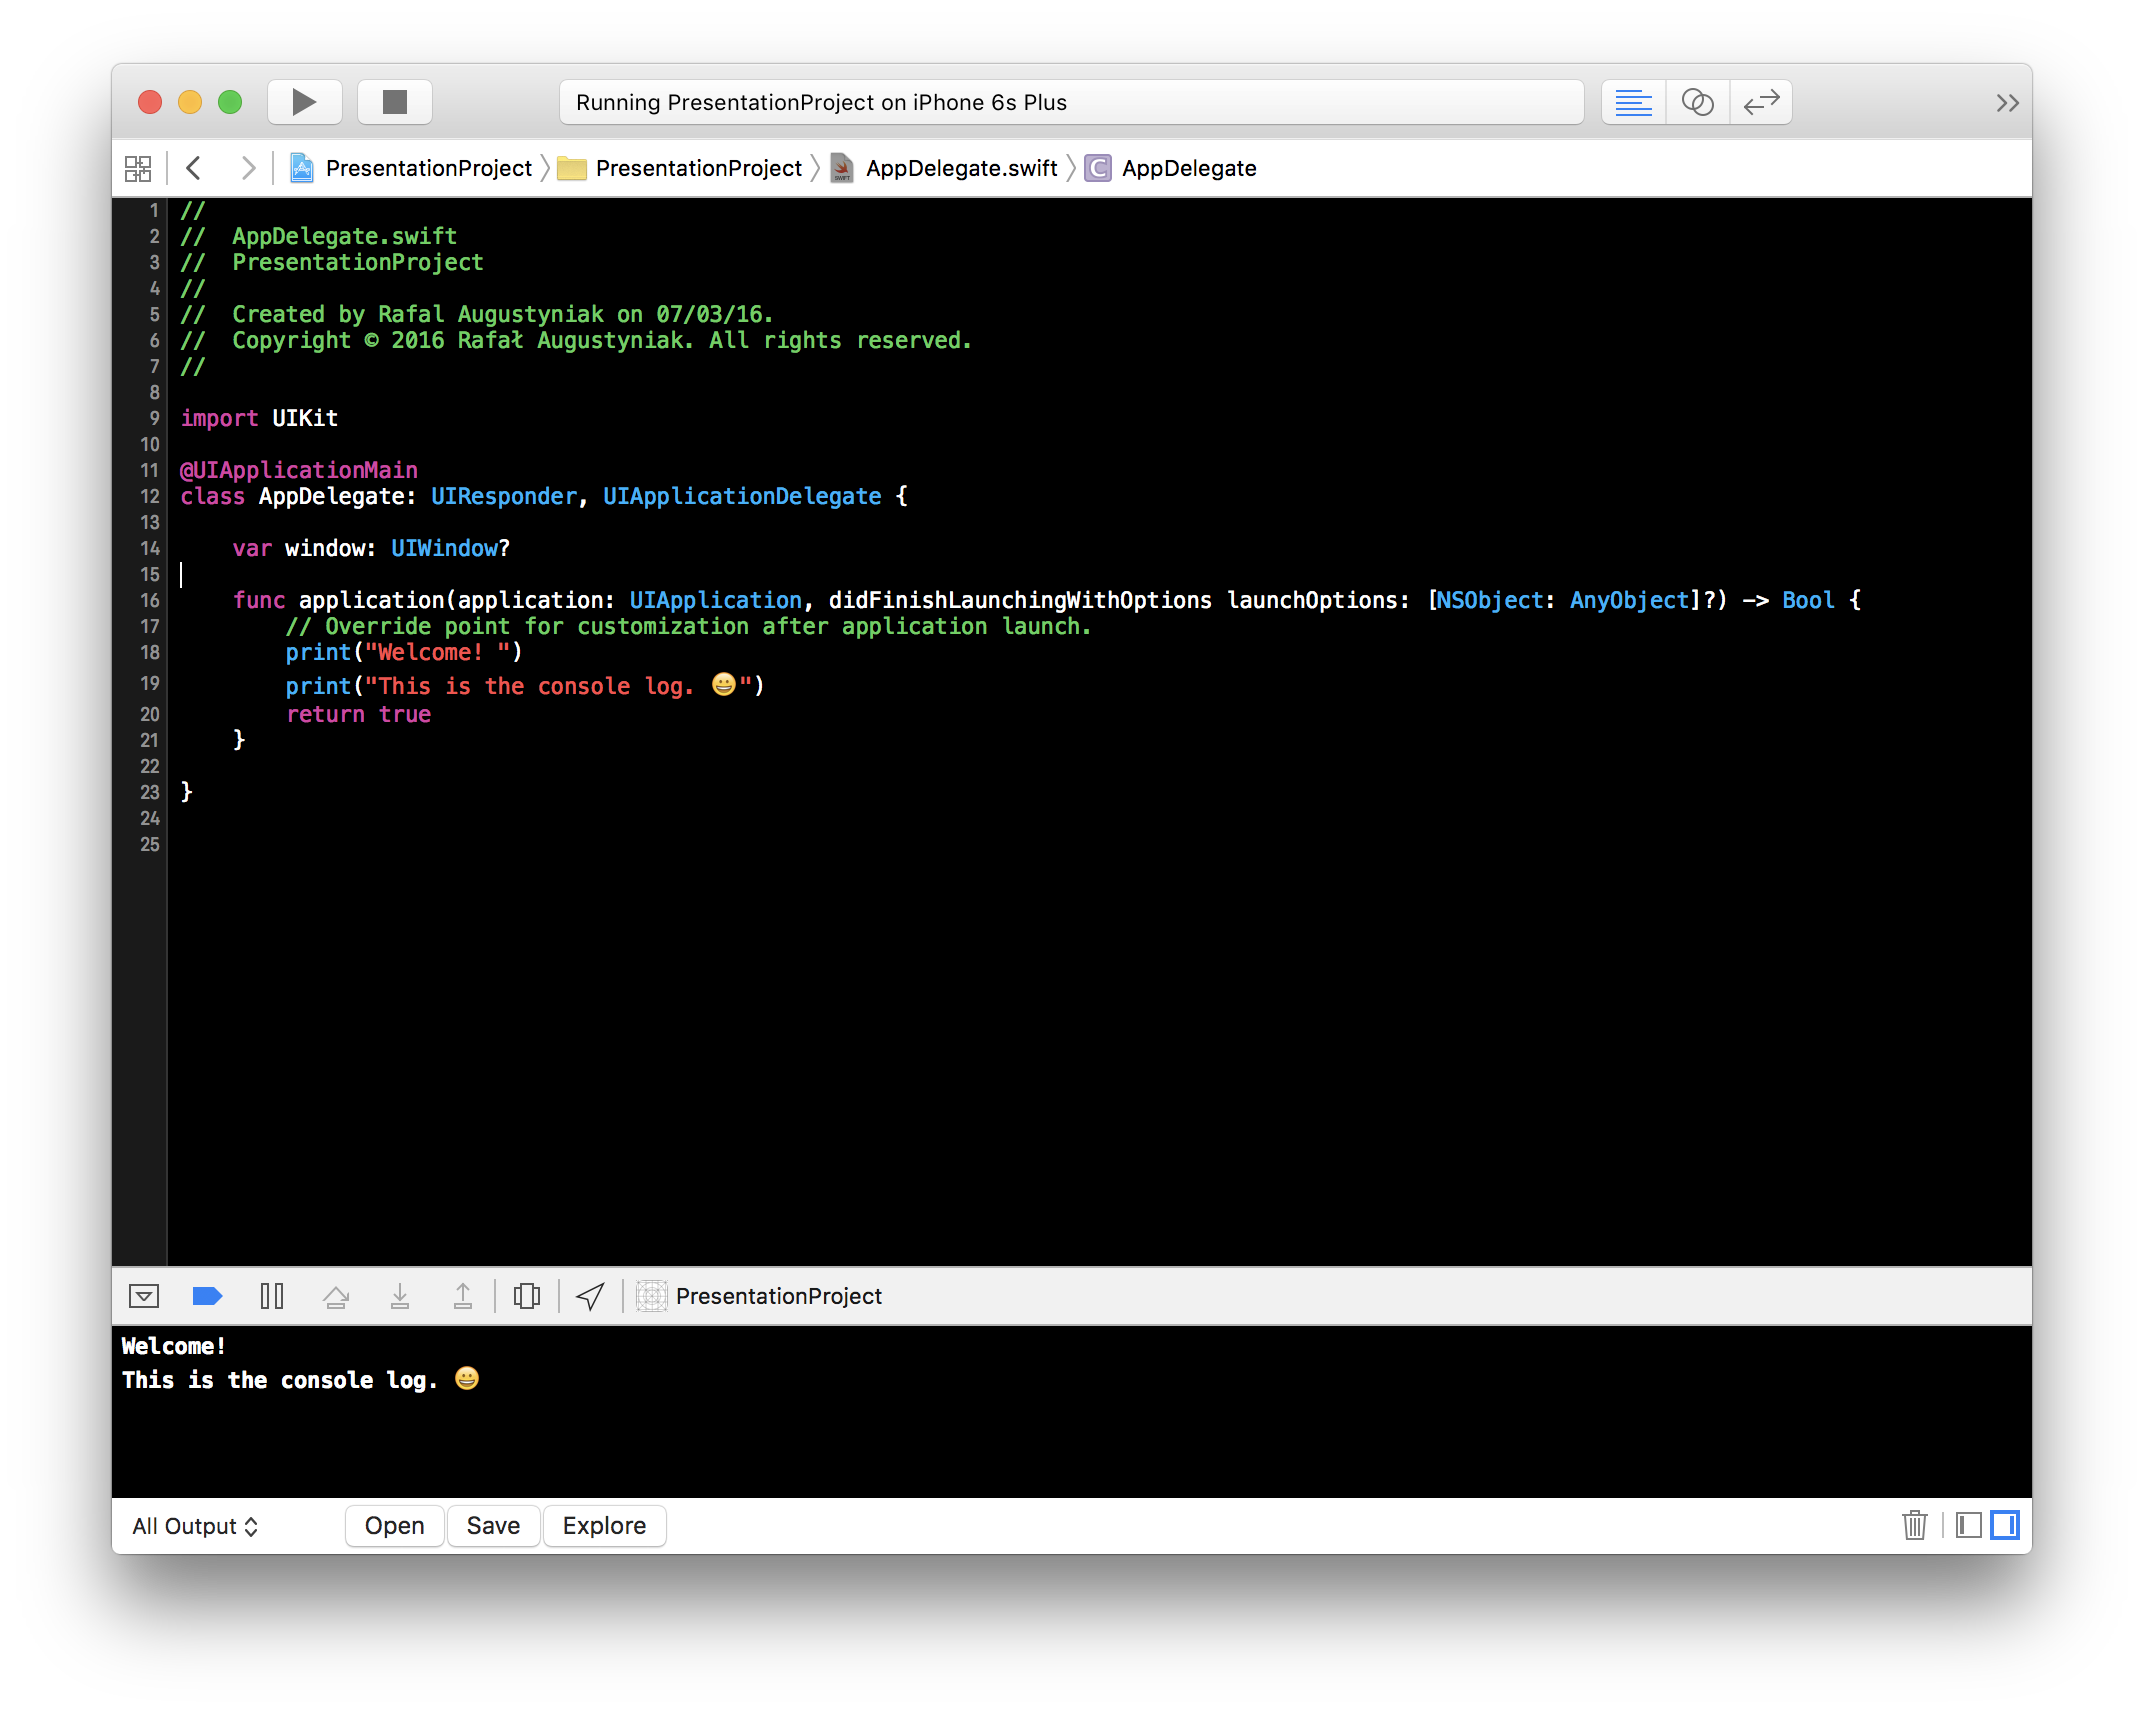 Running PresentationProject on iPhone 6s Plus
PresentationProject PresentationProject AppDelegate.swift C AppDelegate
1 //
2 //  AppDelegate.swift
3 //  PresentationProject
4 //
5 //  Created by Rafal Augustyniak on 07/03/16.
6 //  Copyright © 2016 Rafał Augustyniak. All rights reserved.
7 //
8
9 import UIKit
10
11 @UIApplicationMain
12 class AppDelegate: UIResponder, UIApplicationDelegate {
13
14     var window: UIWindow?
15
16     func application(application: UIApplication, didFinishLaunchingWithOptions launchOptions: [NSObject: AnyObject]?) -> Bool {
17         // Override point for customization after application launch.
18         print("Welcome! ")
19         print("This is the console log. 😀")
20         return true
21     }
22
23 }
24
25
PresentationProject
Welcome!
This is the console log. 😀
All Output Open Save Explore